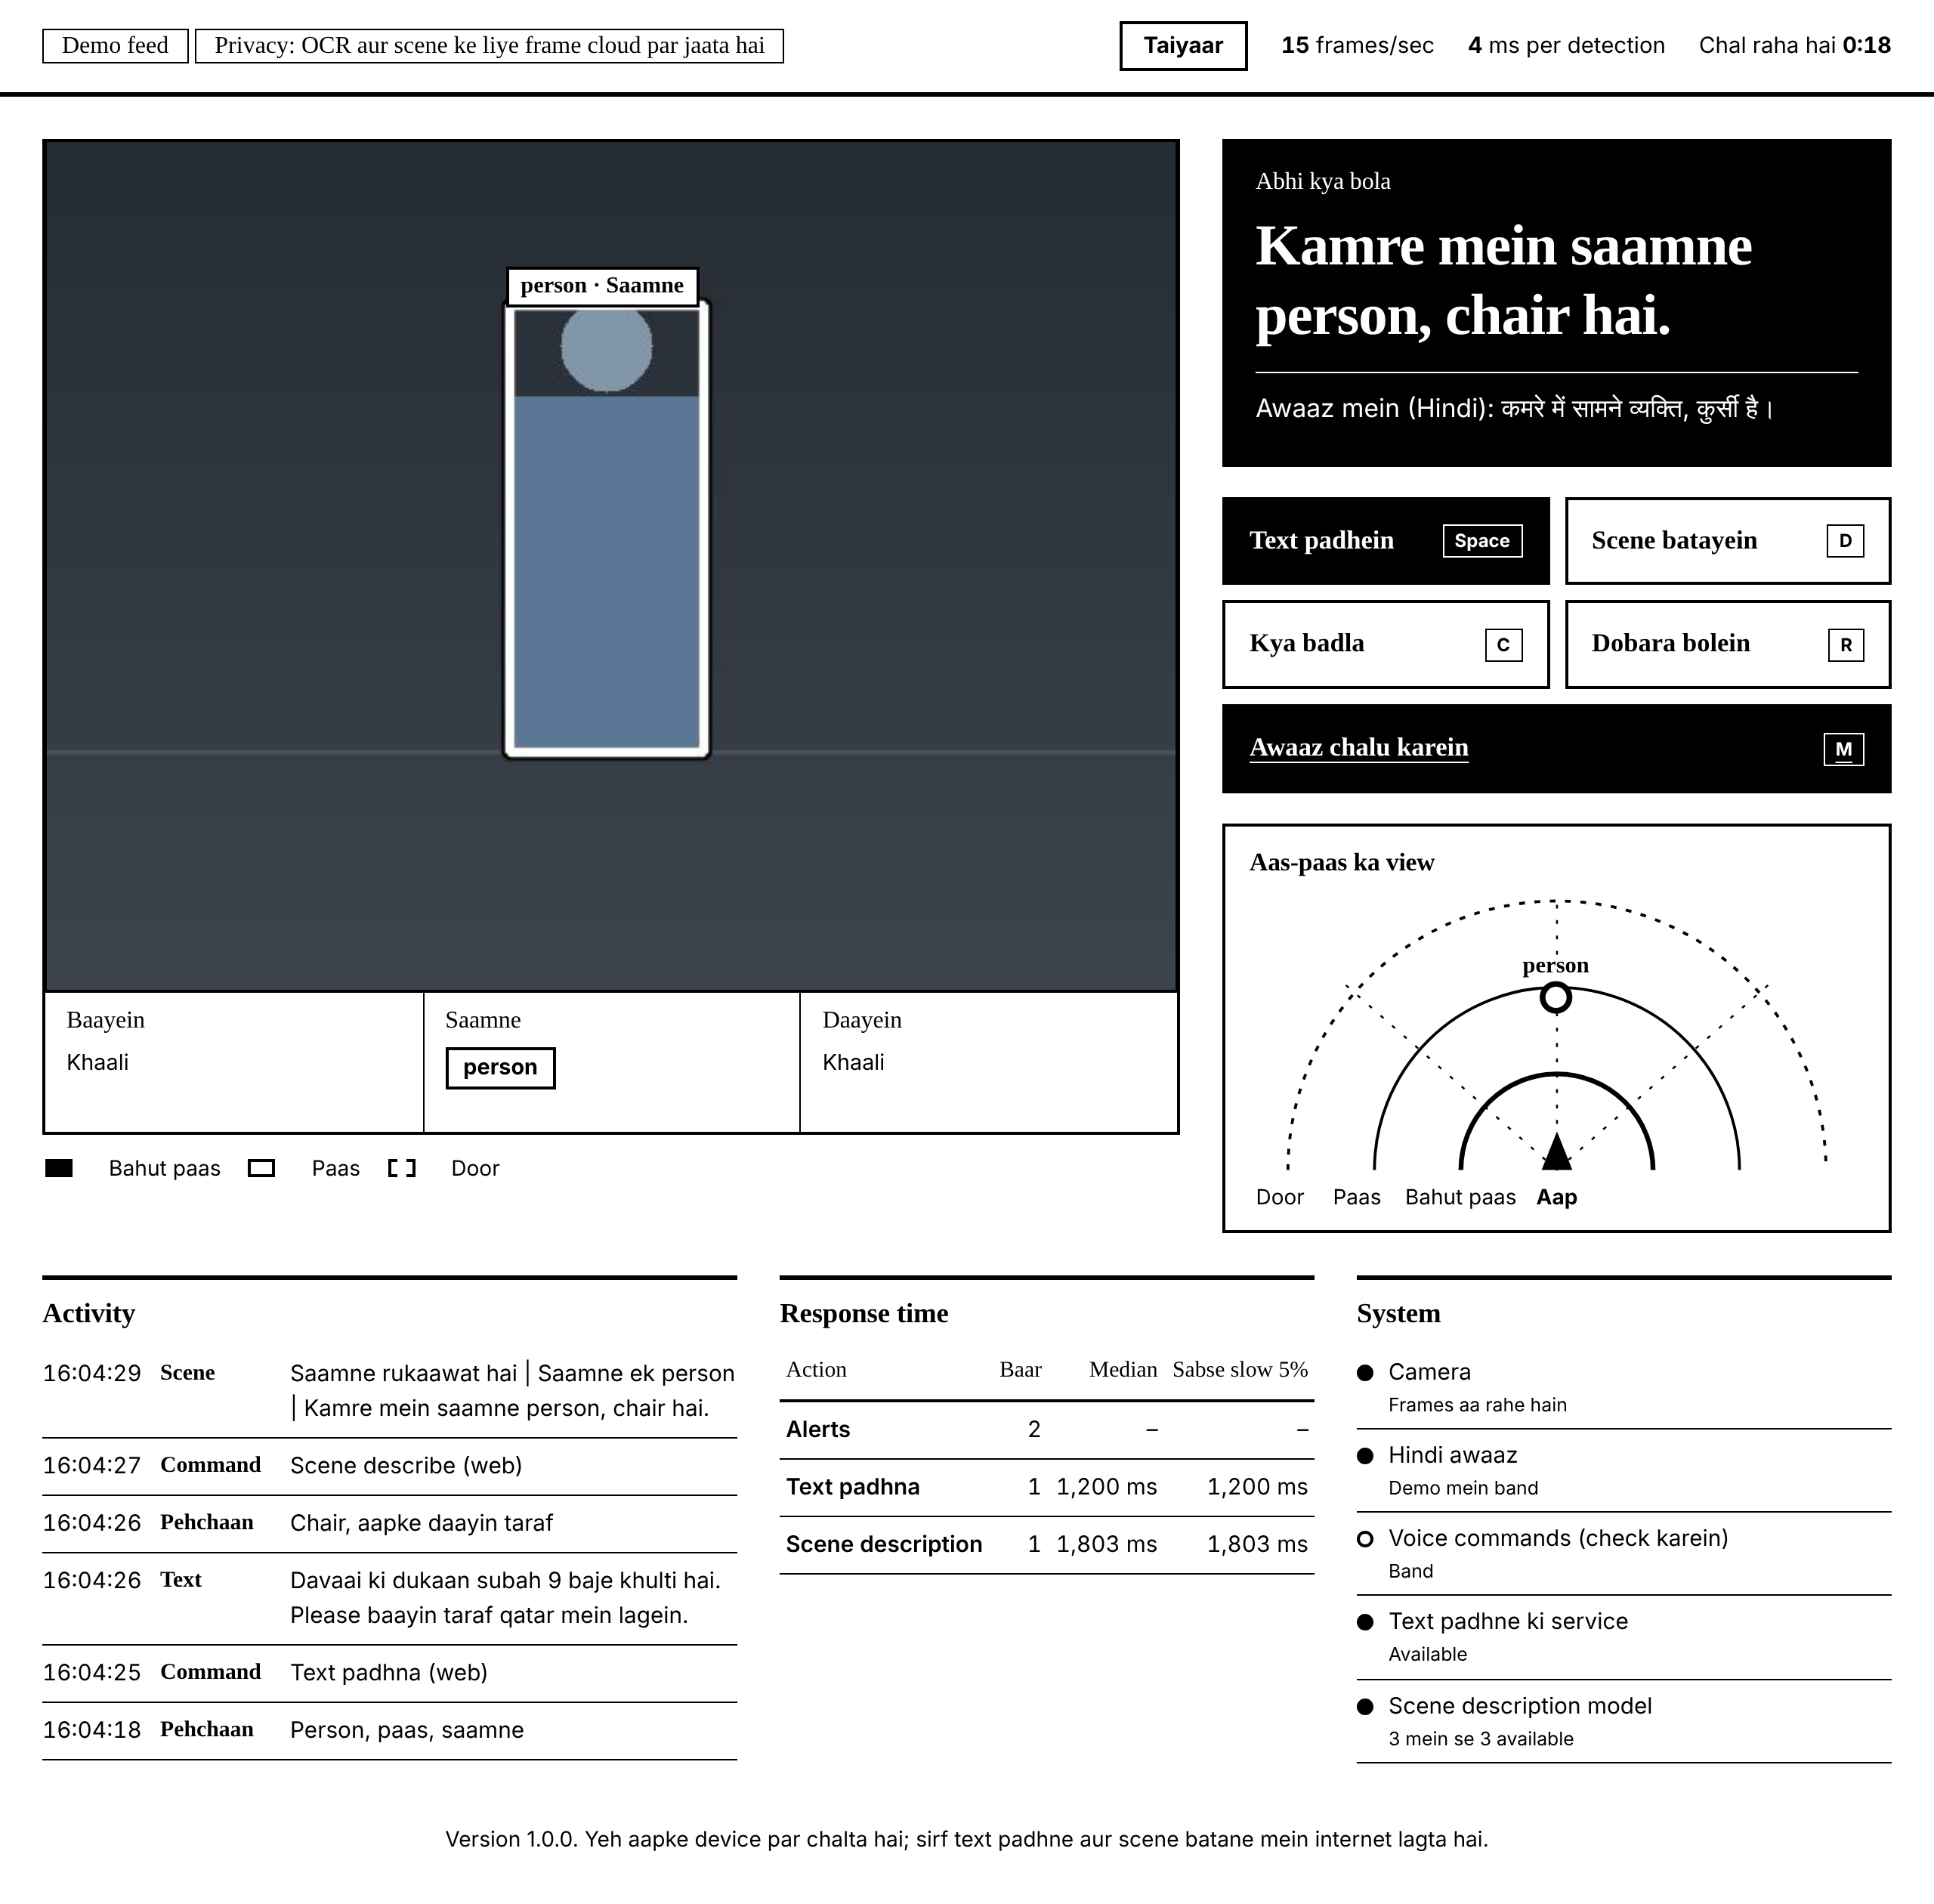 Demo feed
Privacy: OCR aur scene ke liye frame cloud par jaata hai
Taiyaar
15 frames/sec
4 ms per detection
Chal raha hai 0:18
person · Saamne
Baayein
Khaali
Saamne
person
Daayein
Khaali
Bahut paas
Paas
Door
Abhi kya bola
Kamre mein saamne
person, chair hai.
Awaaz mein (Hindi): कमरे में सामने व्यक्ति, कुर्सी है।
Text padhein Space
Scene batayein D
Kya badla C
Dobara bolein R
Awaaz chalu karein M
Aas-paas ka view
person
Door Paas Bahut paas Aap
Activity
16:04:29 Scene Saamne rukaawat hai | Saamne ek person
| Kamre mein saamne person, chair hai.
16:04:27 Command Scene describe (web)
16:04:26 Pehchaan Chair, aapke daayin taraf
16:04:26 Text Davaai ki dukaan subah 9 baje khulti hai.
Please baayin taraf qatar mein lagein.
16:04:25 Command Text padhna (web)
16:04:18 Pehchaan Person, paas, saamne
Response time
Action Baar Median Sabse slow 5%
Alerts 2 – –
Text padhna 1 1,200 ms 1,200 ms
Scene description 1 1,803 ms 1,803 ms
System
Camera
Frames aa rahe hain
Hindi awaaz
Demo mein band
Voice commands (check karein)
Band
Text padhne ki service
Available
Scene description model
3 mein se 3 available
Version 1.0.0. Yeh aapke device par chalta hai; sirf text padhne aur scene batane mein internet lagta hai.